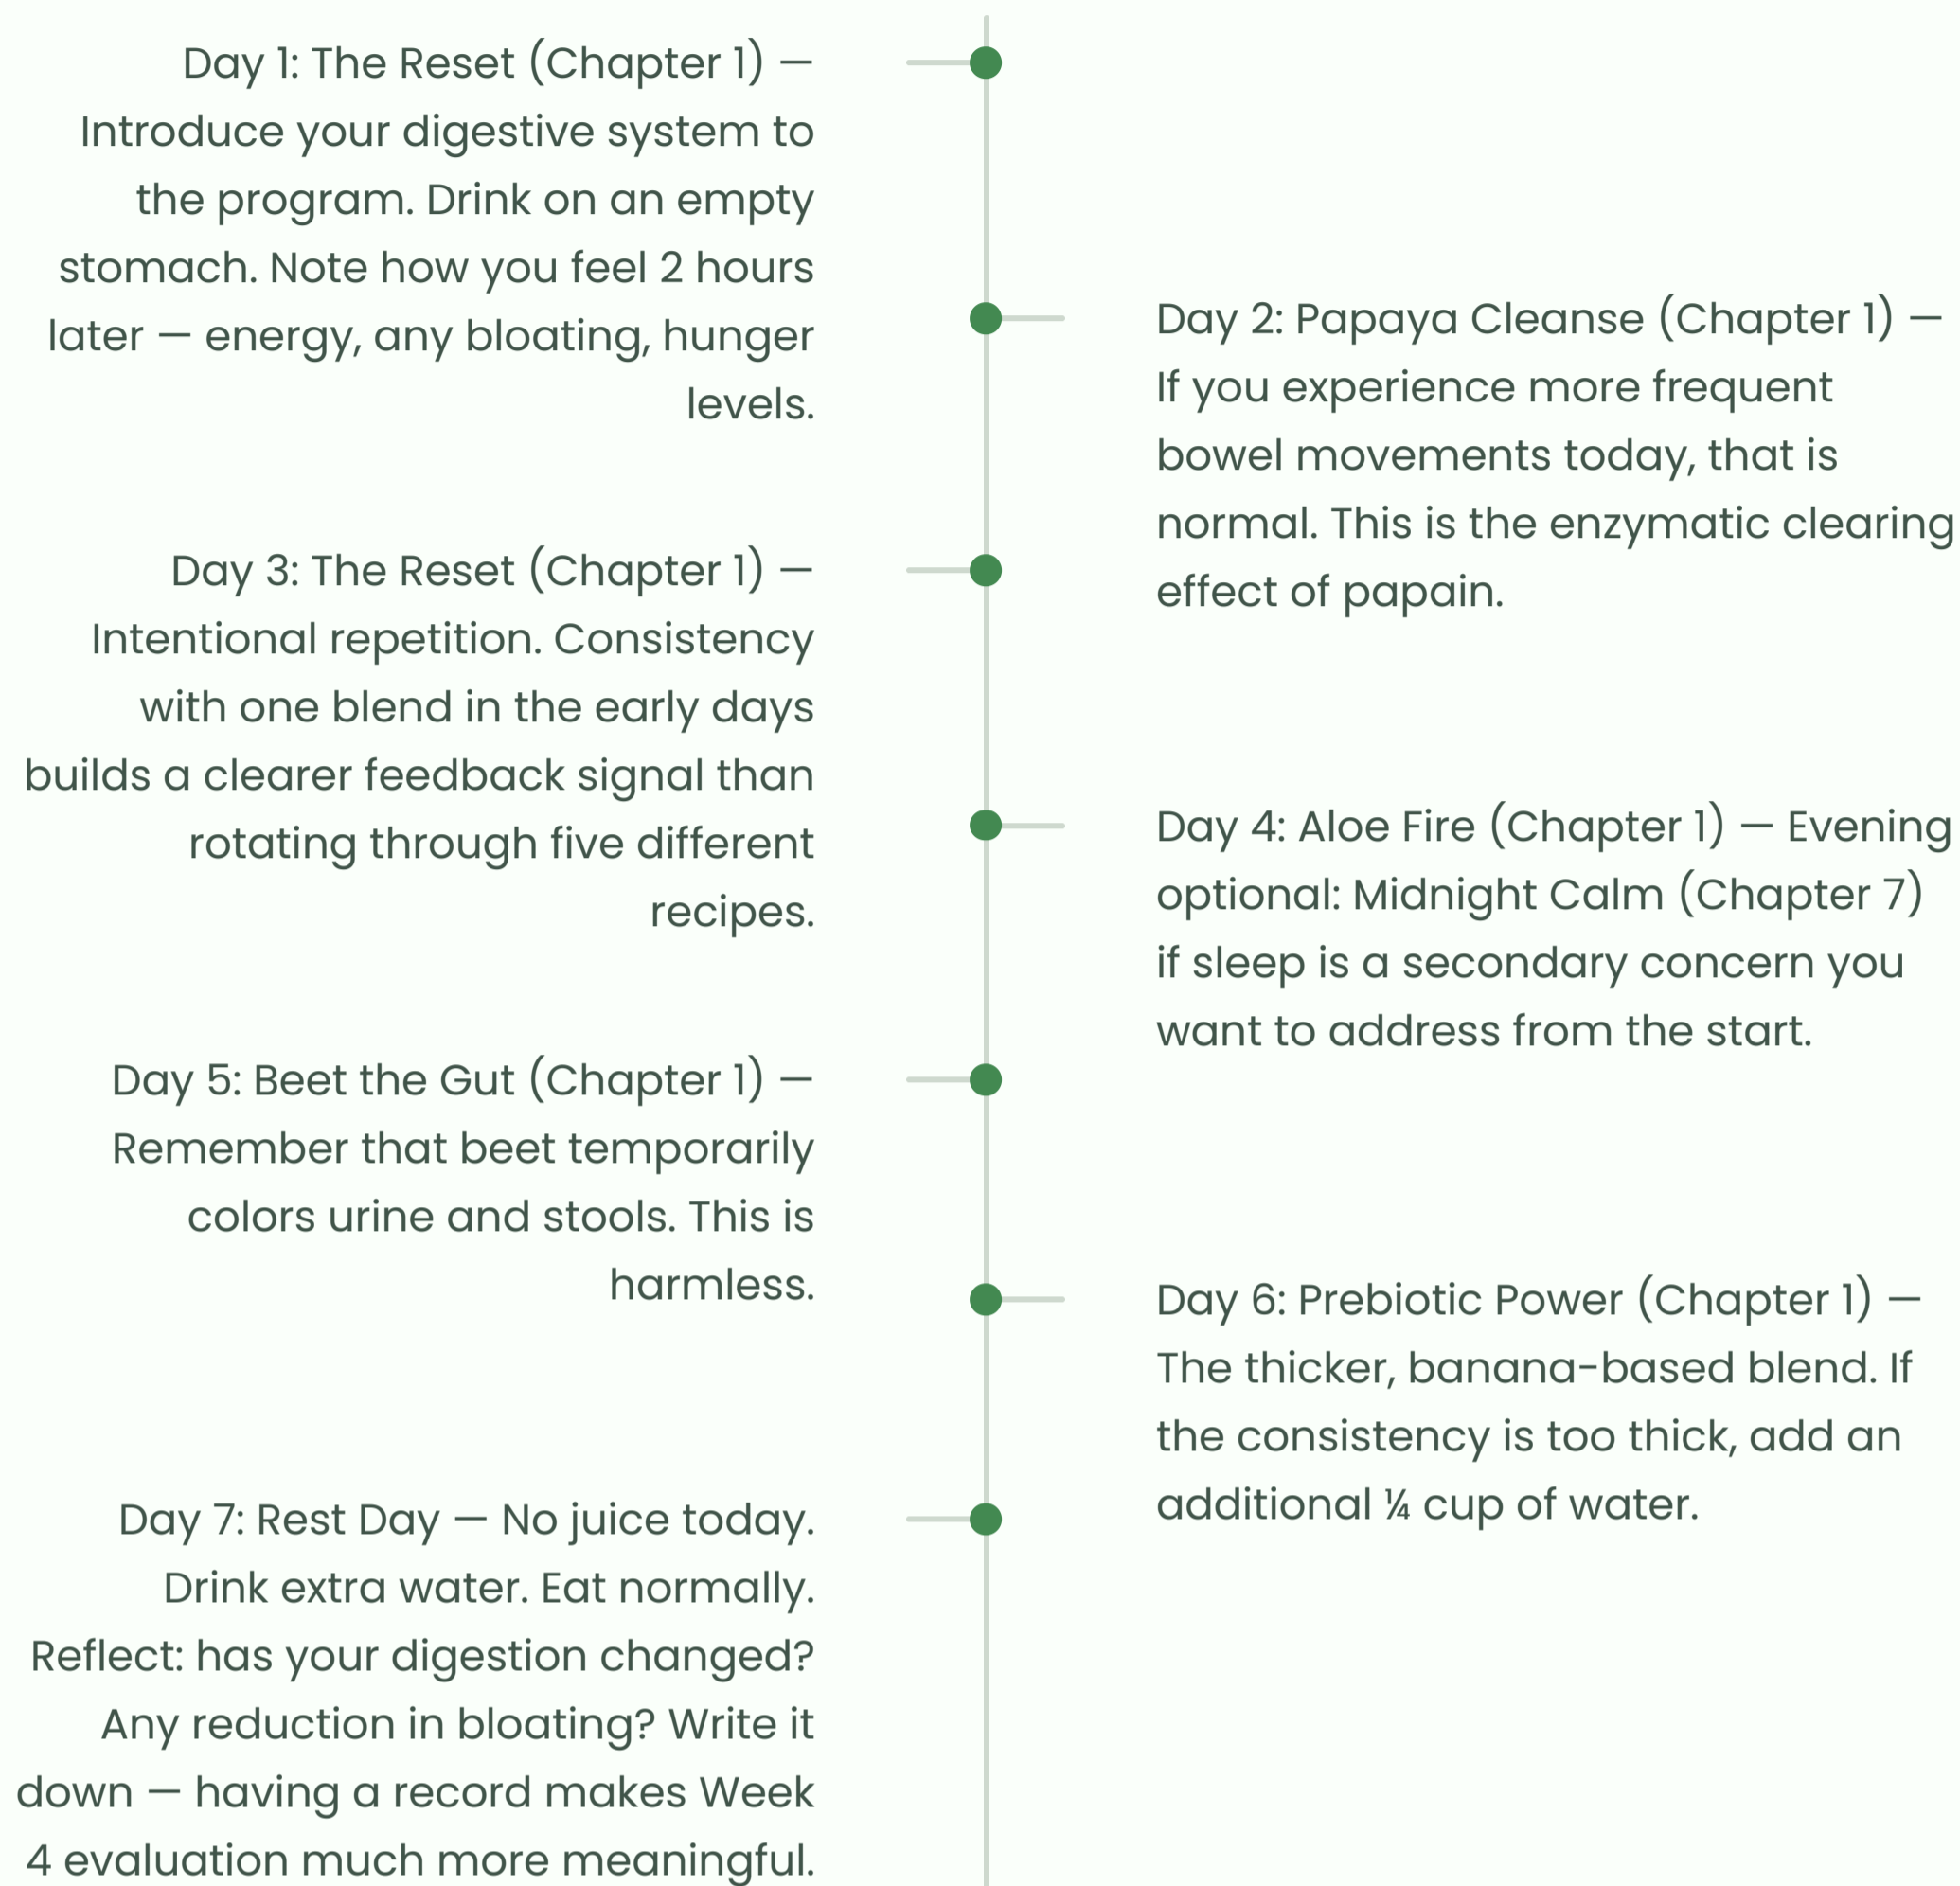 Day 1: The Reset (Chapter 1) —
Introduce your digestive system to
the program. Drink on an empty
stomach. Note how you feel 2 hours
later — energy, any bloating, hunger
levels.
Day 2: Papaya Cleanse (Chapter 1) —
If you experience more frequent
bowel movements today, that is
normal. This is the enzymatic clearing
effect of papain.
Day 3: The Reset (Chapter 1) —
Intentional repetition. Consistency
with one blend in the early days
builds a clearer feedback signal than
rotating through five different
recipes.
Day 4: Aloe Fire (Chapter 1) — Evening
optional: Midnight Calm (Chapter 7)
if sleep is a secondary concern you
want to address from the start.
Day 5: Beet the Gut (Chapter 1) —
Remember that beet temporarily
colors urine and stools. This is
harmless.
Day 6: Prebiotic Power (Chapter 1) —
The thicker, banana-based blend. If
the consistency is too thick, add an
additional ¼ cup of water.
Day 7: Rest Day — No juice today.
Drink extra water. Eat normally.
Reflect: has your digestion changed?
Any reduction in bloating? Write it
down — having a record makes Week
4 evaluation much more meaningful.